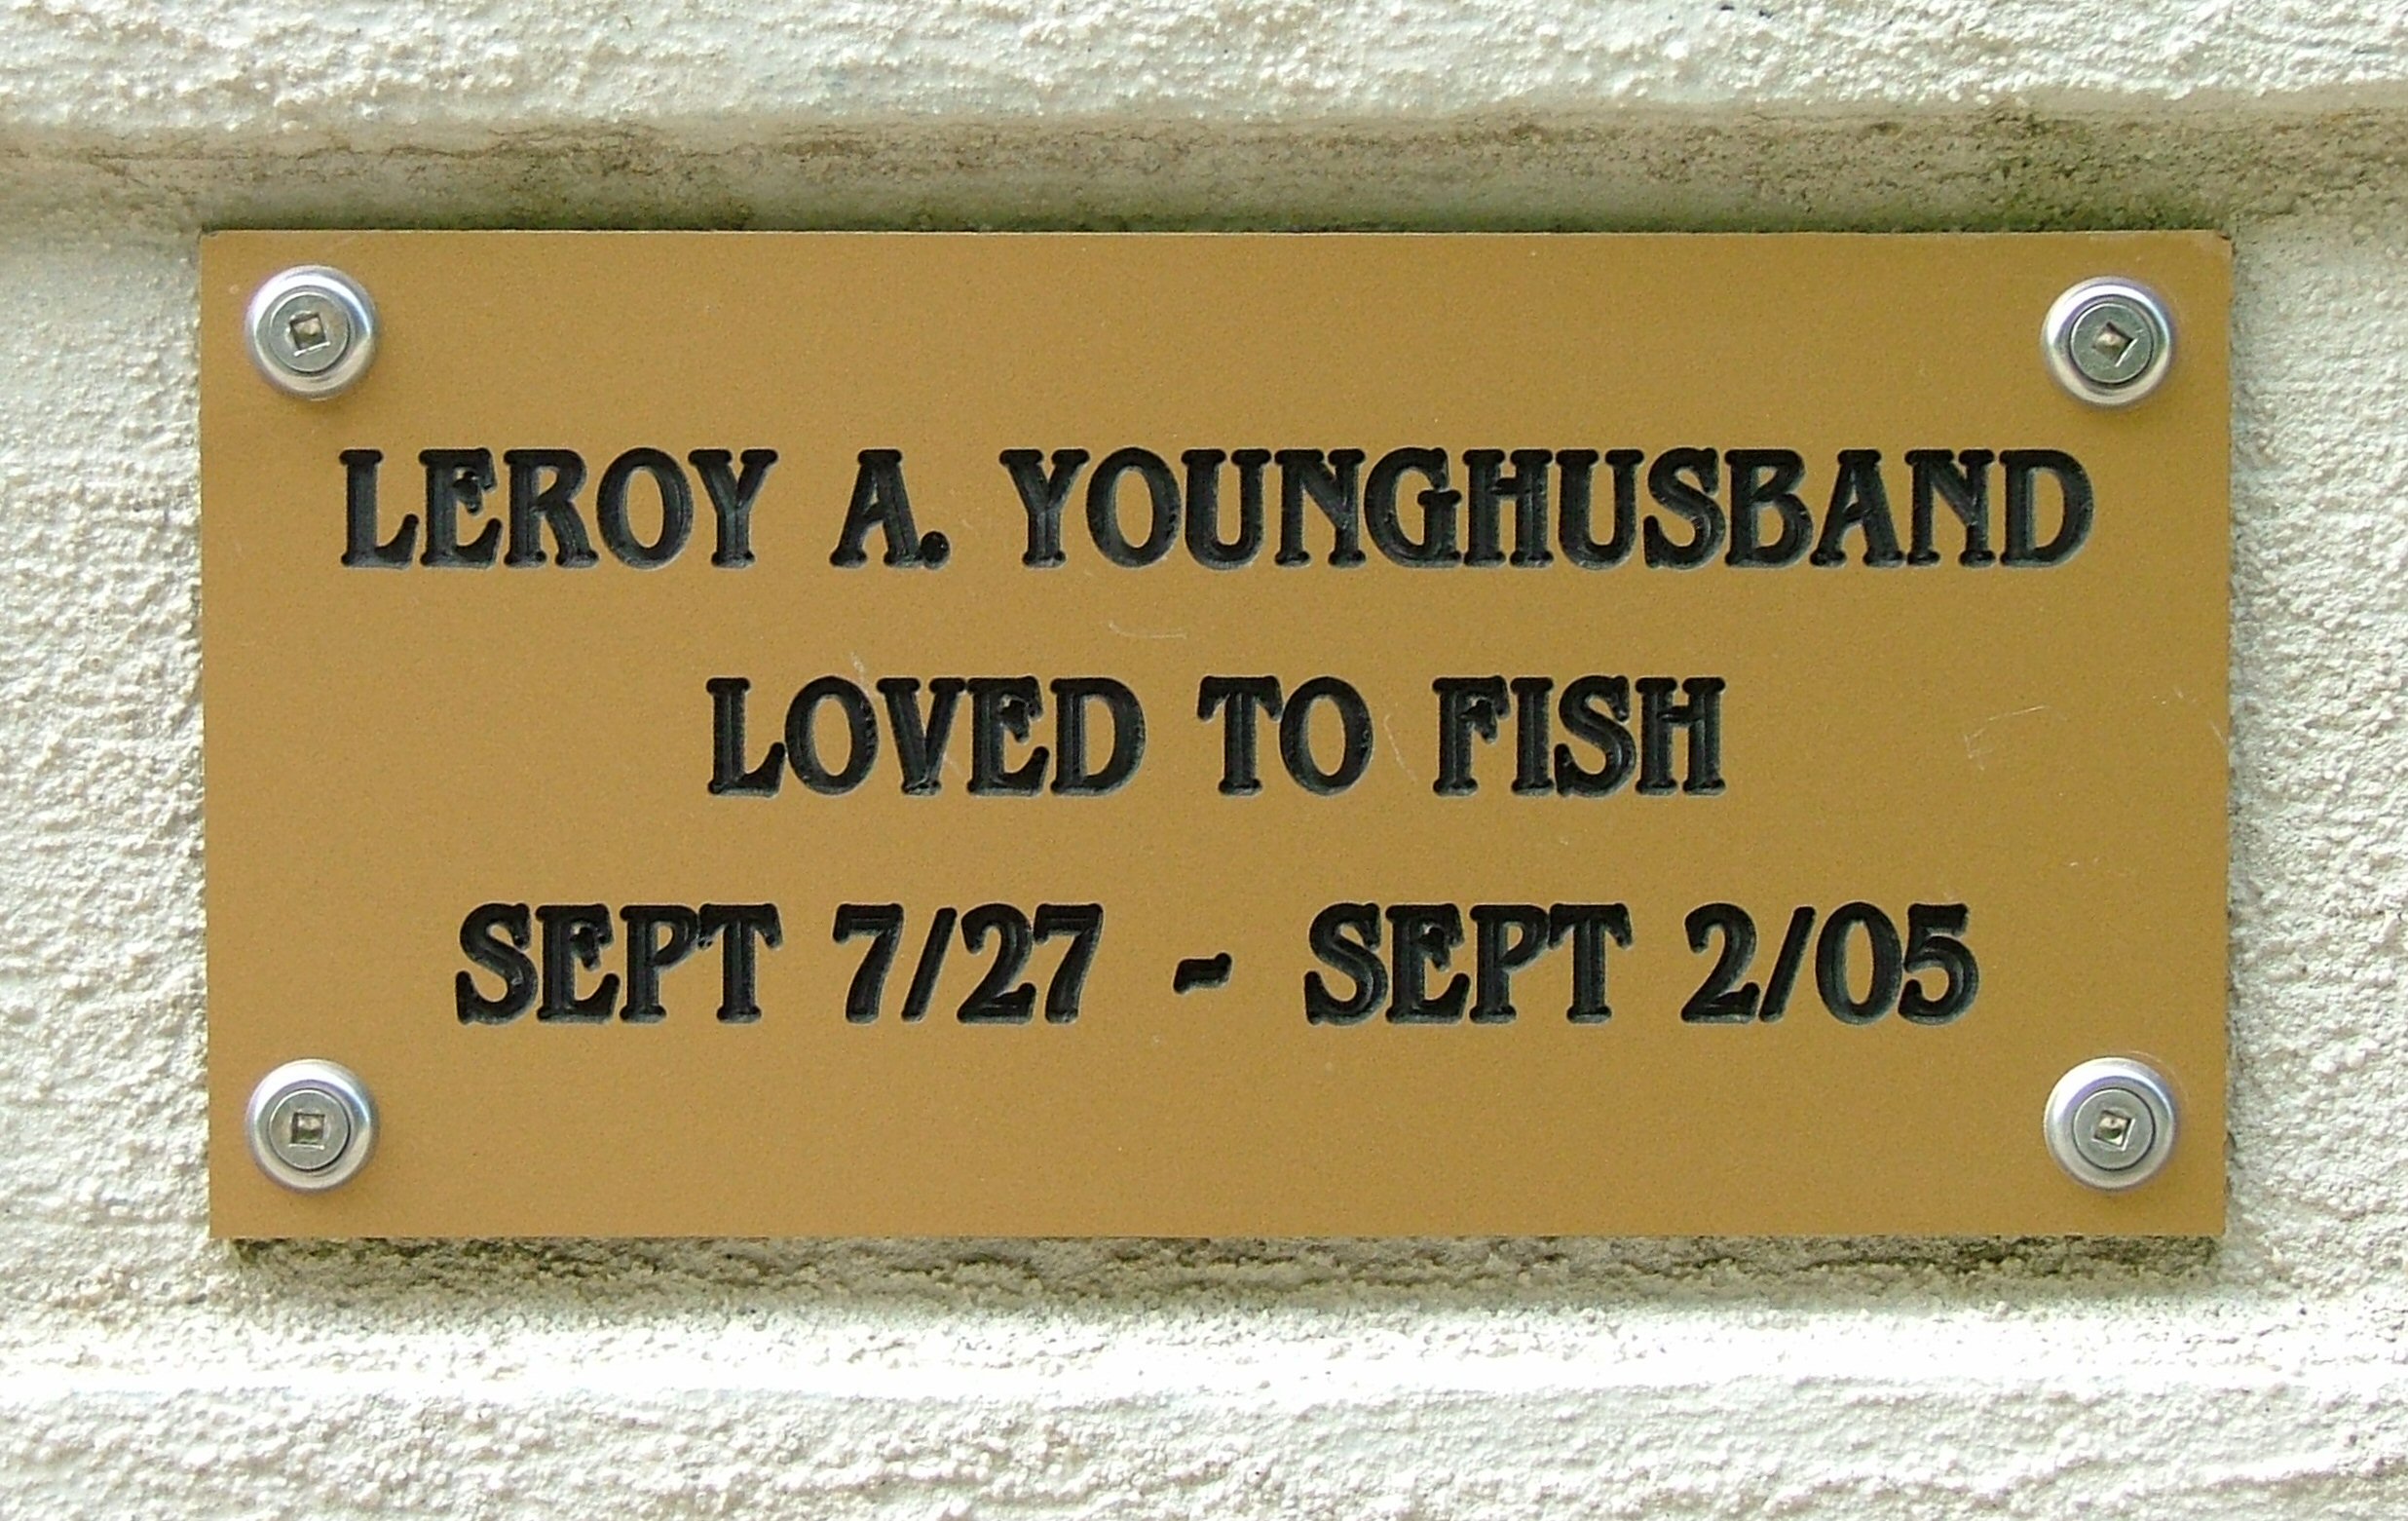 LEROY A. YOUNGHUSBAND
LOVED TO FISH
SEPT 7/27 - SEPT 2/05